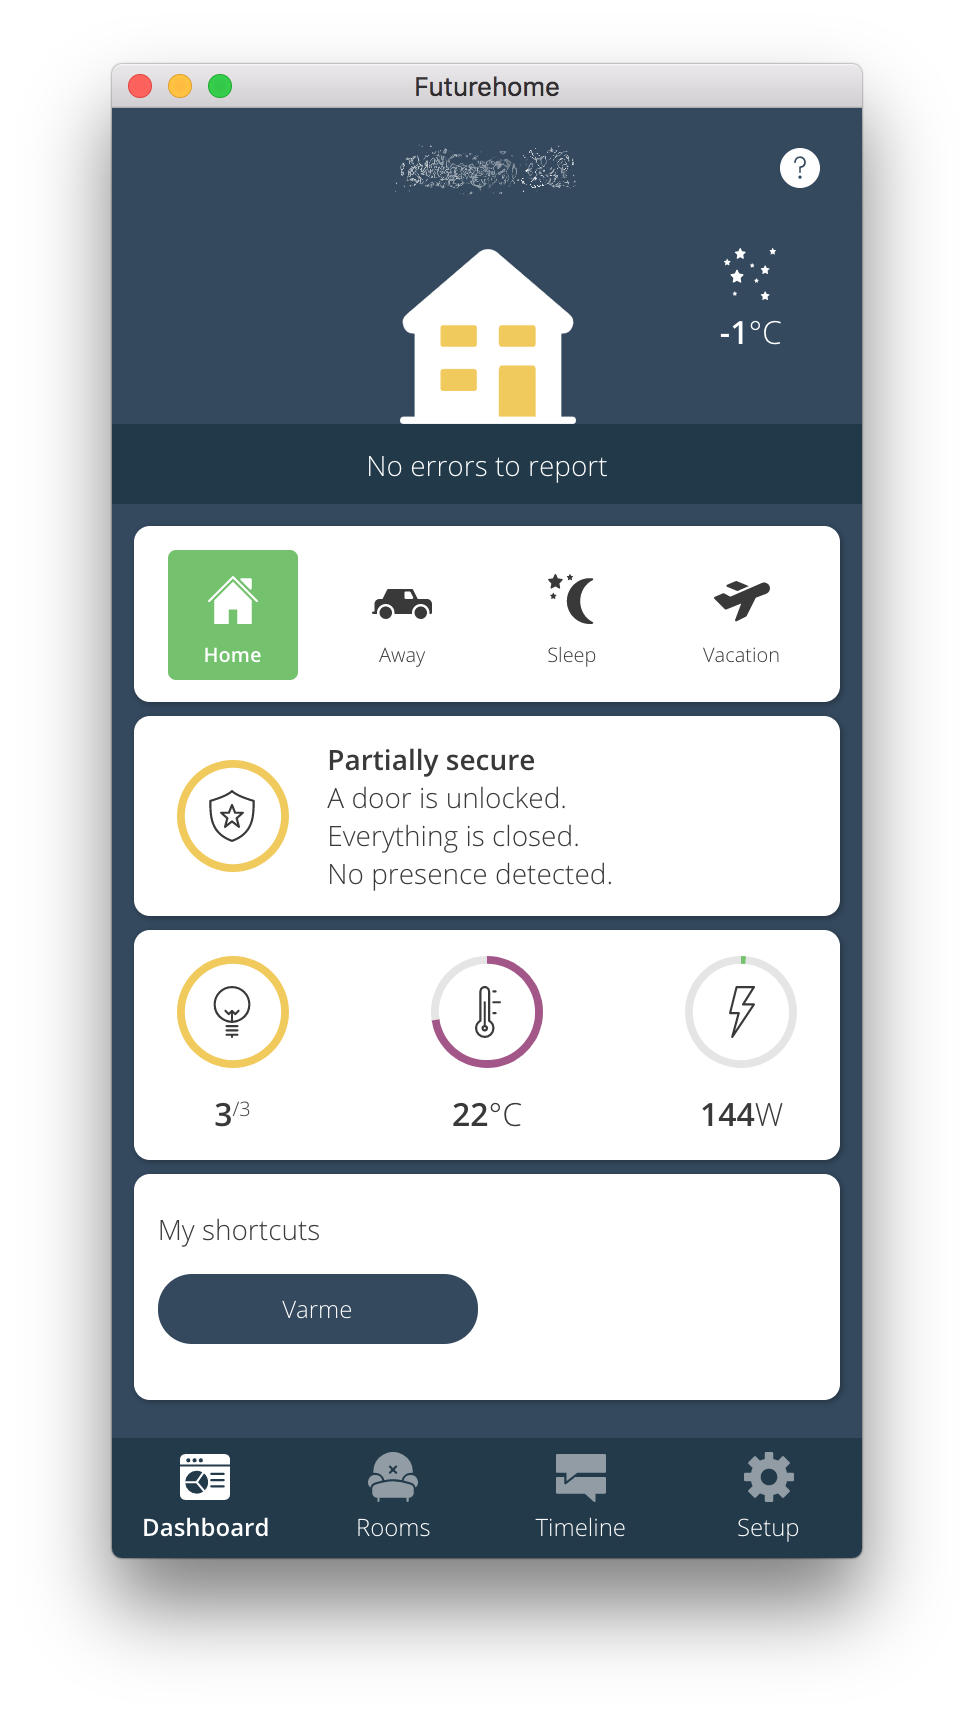 Futurehome
?
-1°C
No errors to report
Home
Away
Sleep
Vacation
Partially secure
A door is unlocked.
Everything is closed.
No presence detected.
3/3
22°C
144W
My shortcuts
Varme
Dashboard
Rooms
Timeline
Setup